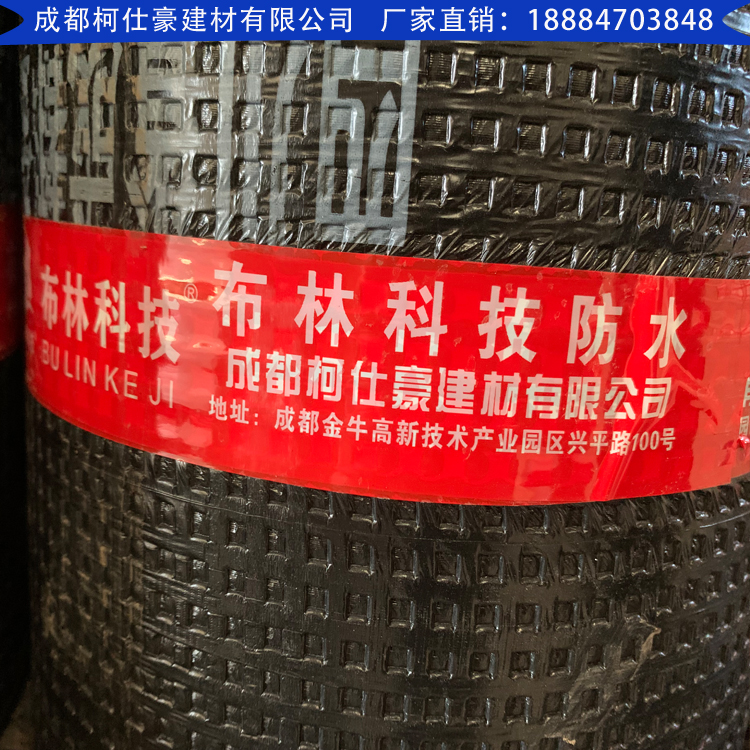 成都柯仕豪建材有限公司 厂家直销：18884703848
布林科技®
BU LIN KE JI
布林科技防水
成都柯仕豪建材有限公司
地址：成都金牛高新技术产业园区兴平路100号